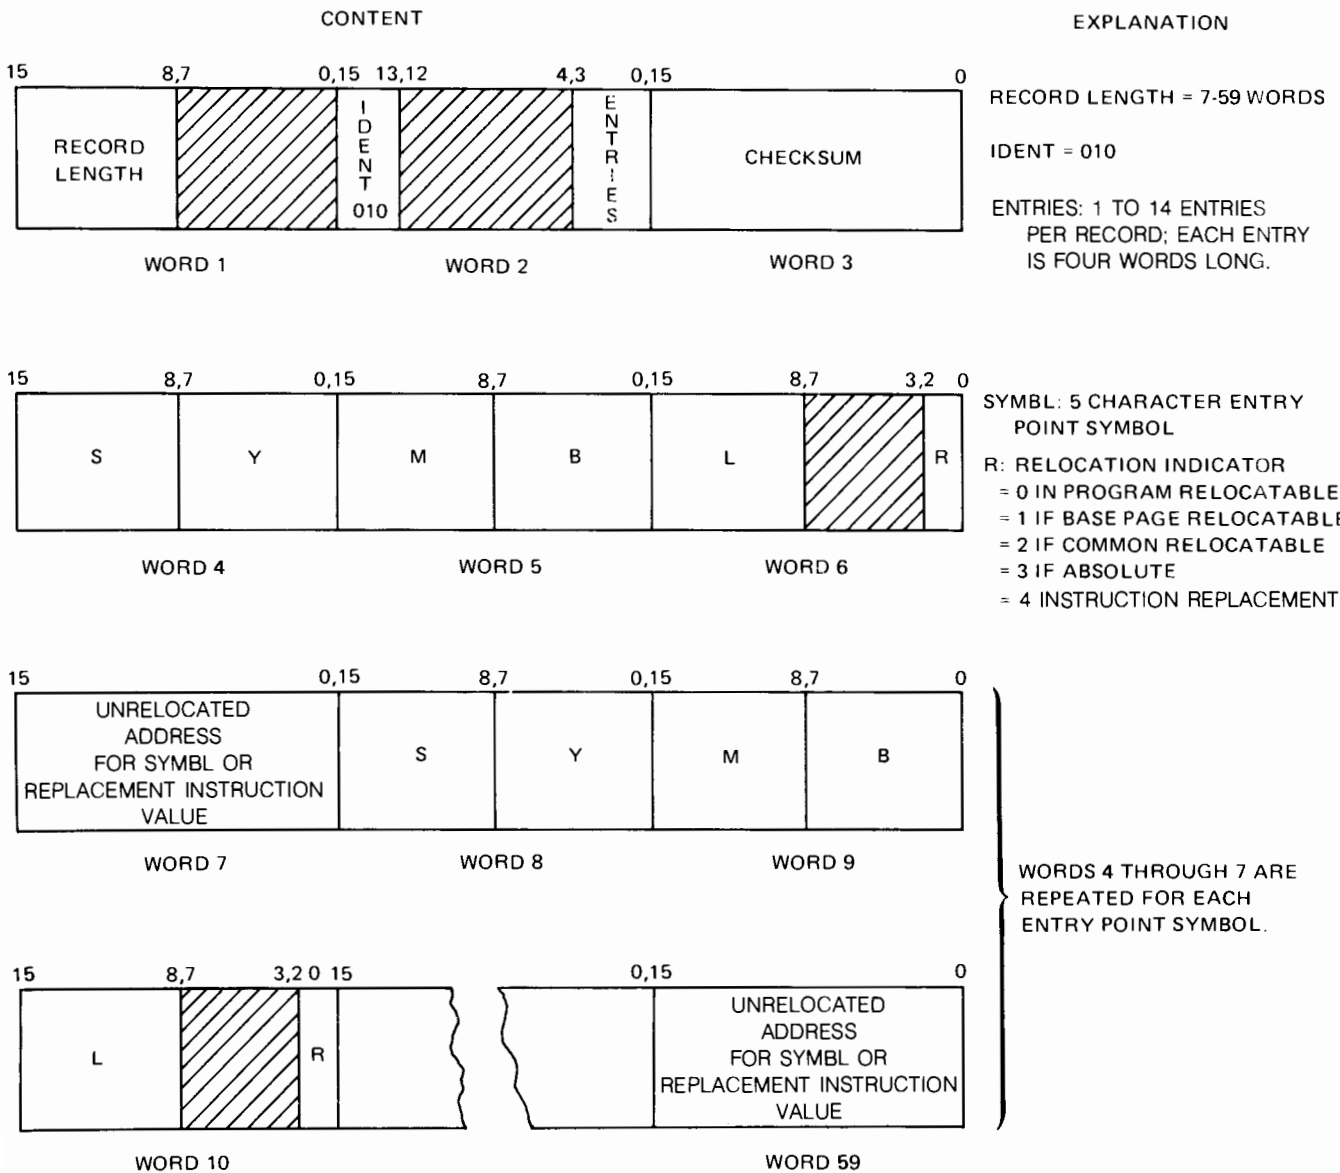 CONTENT
EXPLANATION
15 8,7 0,15 13,12 4,3 0,15 0
RECORD LENGTH = 7-59 WORDS
RECORD
LENGTH
IDENT
010
ENTRIES
CHECKSUM
IDENT = 010
ENTRIES: 1 TO 14 ENTRIES
PER RECORD; EACH ENTRY
IS FOUR WORDS LONG.
WORD 1 WORD 2 WORD 3
15 8,7 0,15 8,7 0,15 8,7 3,2 0
S Y M B L R
SYMBL: 5 CHARACTER ENTRY
POINT SYMBOL
R: RELOCATION INDICATOR
= 0 IN PROGRAM RELOCATABLE
= 1 IF BASE PAGE RELOCATABLE
= 2 IF COMMON RELOCATABLE
= 3 IF ABSOLUTE
= 4 INSTRUCTION REPLACEMENT
WORD 4 WORD 5 WORD 6
15 0,15 8,7 0,15 8,7 0
UNRELOCATED
ADDRESS
FOR SYMBL OR
REPLACEMENT INSTRUCTION
VALUE
S Y M B
WORD 7 WORD 8 WORD 9
WORDS 4 THROUGH 7 ARE
REPEATED FOR EACH
ENTRY POINT SYMBOL.
15 8,7 3,2 0 15 0,15 0
L R
UNRELOCATED
ADDRESS
FOR SYMBL OR
REPLACEMENT INSTRUCTION
VALUE
WORD 10 WORD 59